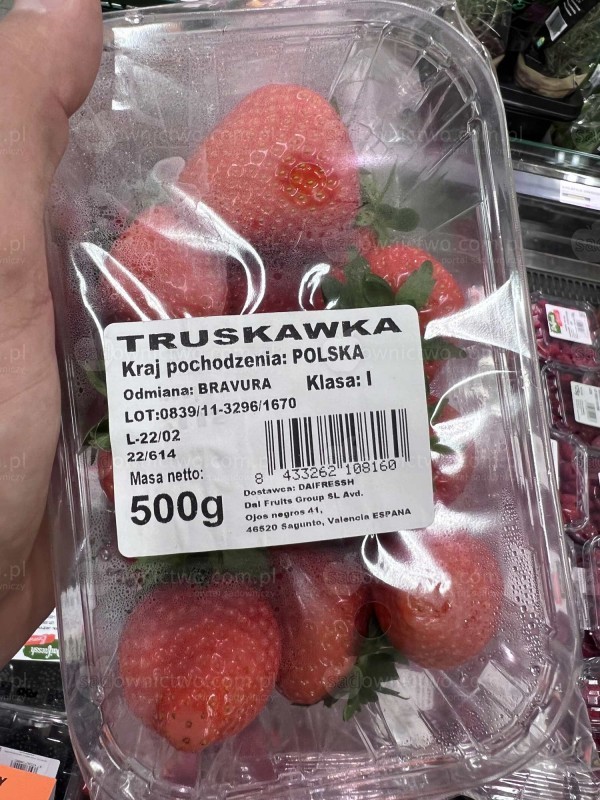 TRUSKAWKA
Kraj pochodzenia: POLSKA
Odmiana: BRAVURA Klasa: I
LOT:0839/11-3296/1670
L-22/02
22/614
Masa netto:
500g
8 433262 108160
Dostawca: DAIFRESSH
Dal Fruits Group SL Avd.
Ojos negros 41,
46520 Sagunto, Valencia ESPANA